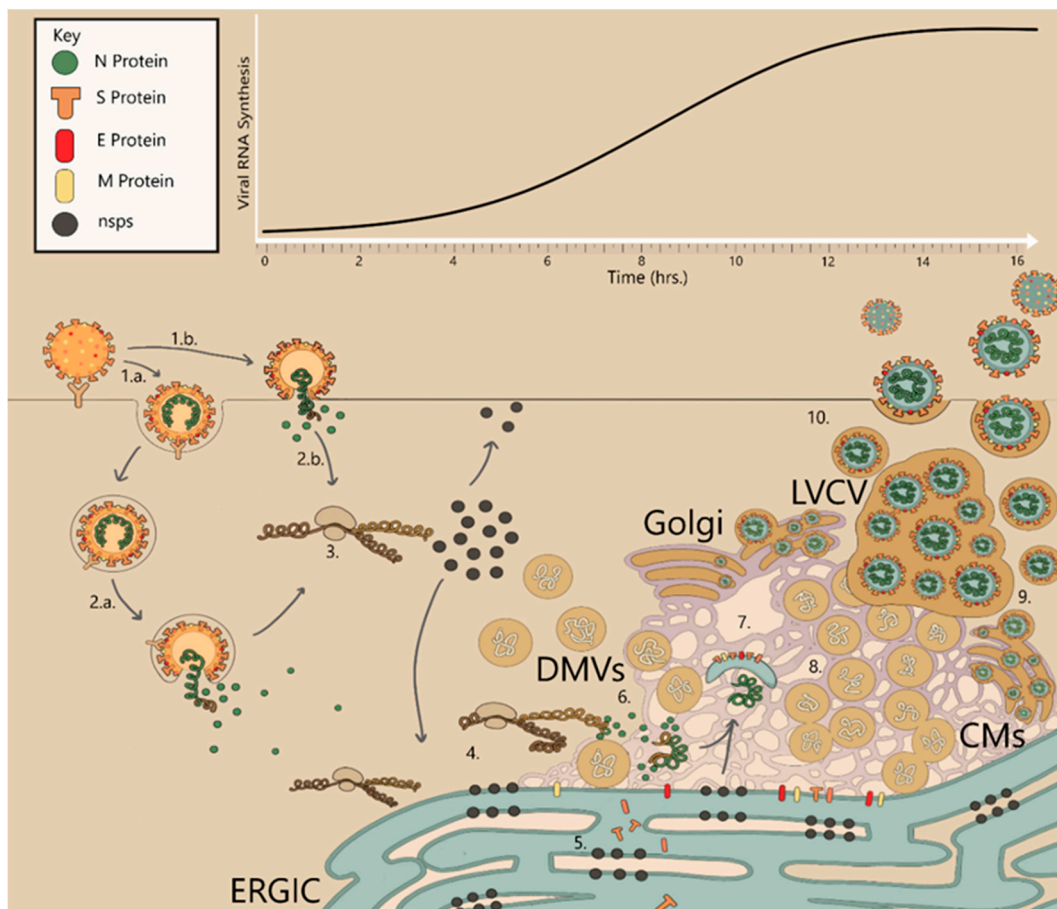 Key
N Protein
S Protein
E Protein
M Protein
nsps
Viral RNA Synthesis
0 2 4 6 8 10 12 14 16
Time (hrs.)
1.b.
1.a.
10.
2.b.
LVCV
Golgi
3.
9.
2.a.
7.
DMVs
8.
6.
CMs
4.
5.
ERGIC